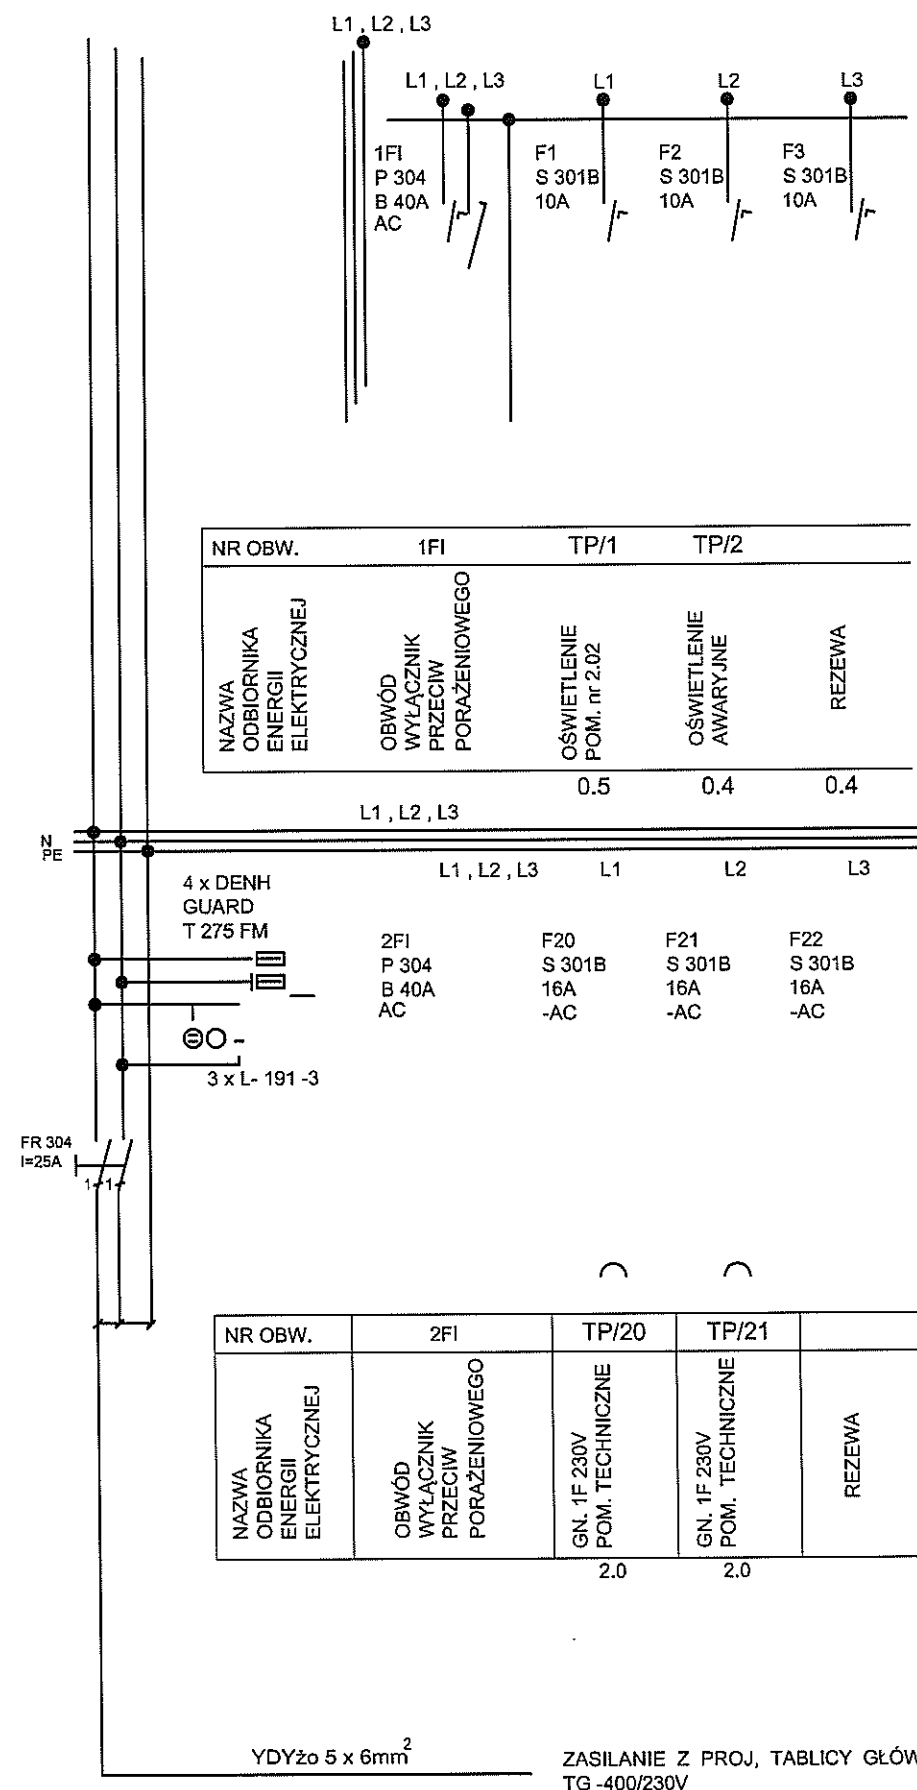 L1 , L2 , L3
L1 , L2 , L3
L1
L2
L3
1FI
P 304
B 40A
AC
F1
S 301B
10A
F2
S 301B
10A
F3
S 301B
10A
NR OBW.
1FI
TP/1
TP/2
NAZWA
ODBIORNIKA
ENERGII
ELEKTRYCZNEJ
OBWÓD
WYŁĄCZNIK
PRZECIW
PORAŻENIOWEGO
OŚWIETLENIE
POM. nr 2.02
OŚWIETLENIE
AWARYJNE
REZEWA
0.5
0.4
0.4
L1 , L2 , L3
N
PE
L1 , L2 , L3
L1
L2
L3
4 x DENH
GUARD
T 275 FM
2FI
P 304
B 40A
AC
F20
S 301B
16A
-AC
F21
S 301B
16A
-AC
F22
S 301B
16A
-AC
3 x L- 191 -3
FR 304
I=25A
1
1
NR OBW.
2FI
TP/20
TP/21
NAZWA
ODBIORNIKA
ENERGII
ELEKTRYCZNEJ
OBWÓD
WYŁĄCZNIK
PRZECIW
PORAŻENIOWEGO
GN. 1F 230V
POM. TECHNICZNE
GN. 1F 230V
POM. TECHNICZNE
REZEWA
2.0
2.0
YDYżo 5 x 6mm²
ZASILANIE Z PROJ, TABLICY GŁÓW
TG -400/230V